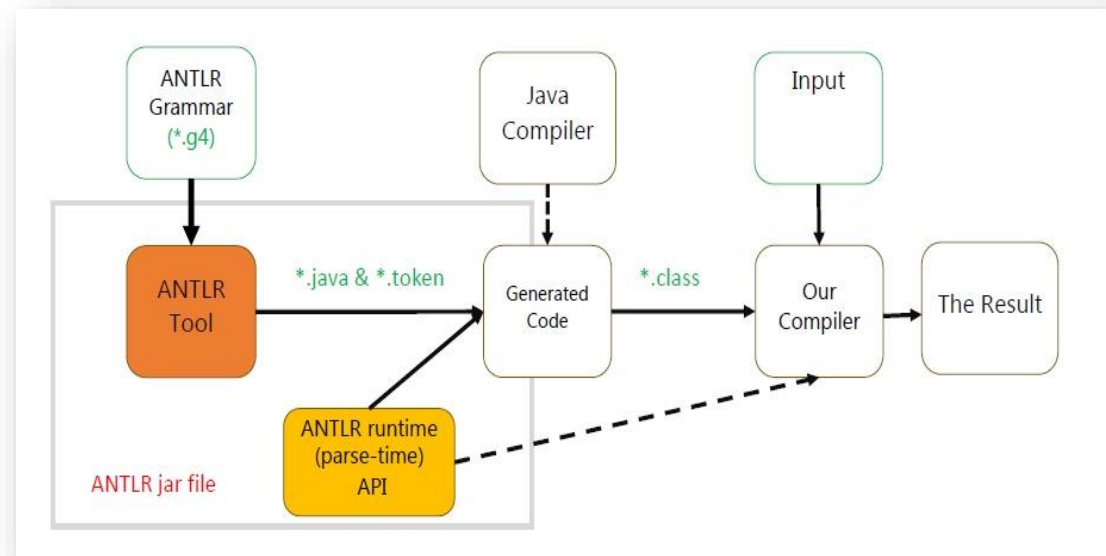 ANTLR
Grammar
(*.g4)
Java
Compiler
Input
ANTLR
Tool
*.java & *.token
Generated
Code
*.class
Our
Compiler
The Result
ANTLR runtime
(parse-time)
API
ANTLR jar file